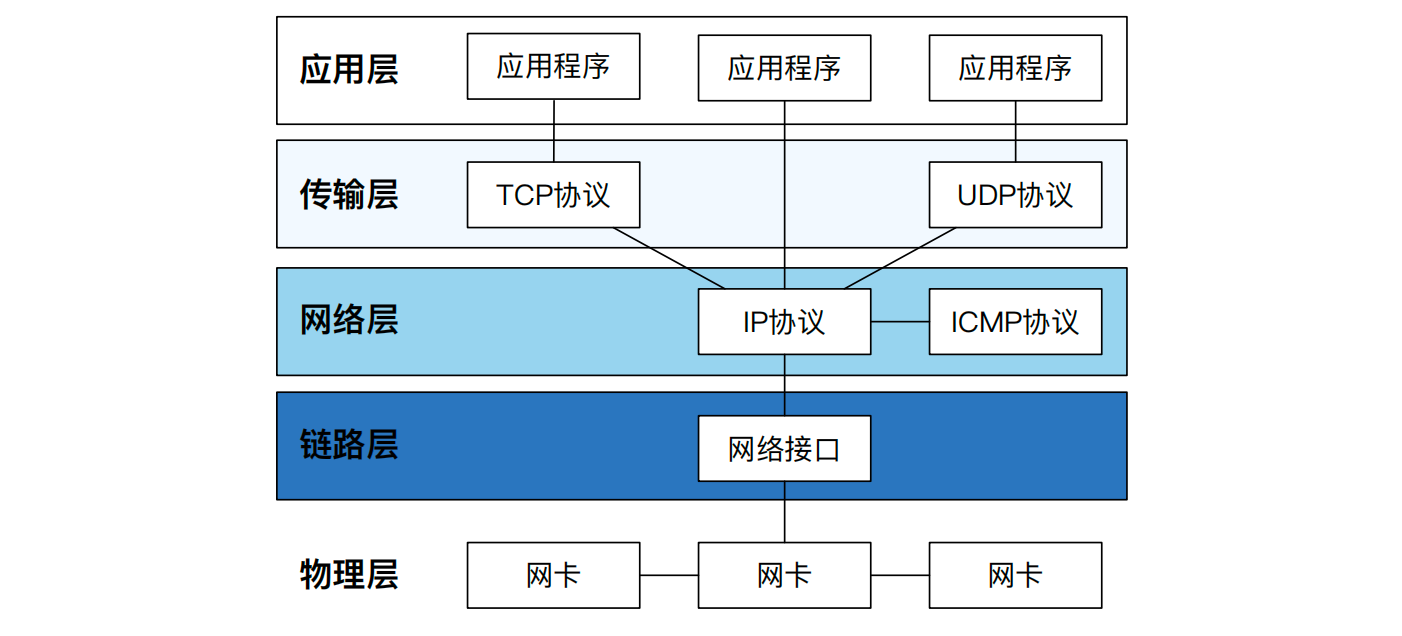 应用层
应用程序
应用程序
应用程序
传输层
TCP协议
UDP协议
网络层
IP协议
ICMP协议
链路层
网络接口
物理层
网卡
网卡
网卡